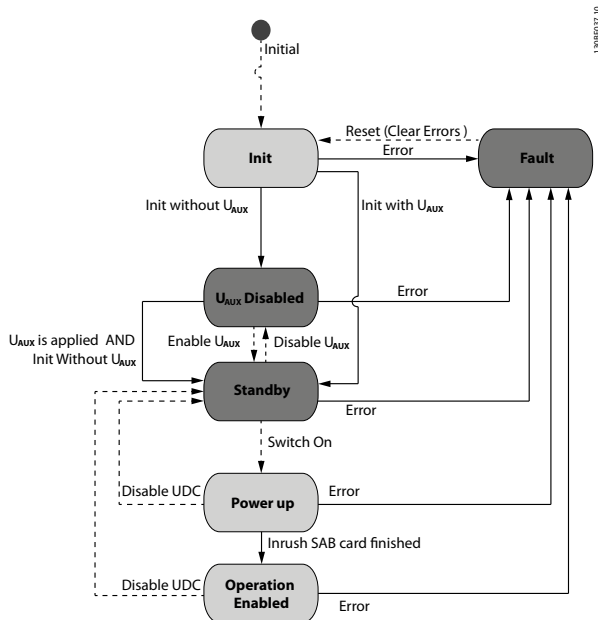 130BE037.10
Initial
Reset (Clear Errors )
Init
Error
Fault
Init without UAUX
Init with UAUX
UAUX Disabled
Error
UAUX is applied AND
Init Without UAUX
Enable UAUX
Disable UAUX
Standby
Error
Switch On
Disable UDC
Power up
Error
Inrush SAB card finished
Disable UDC
Operation
Enabled
Error